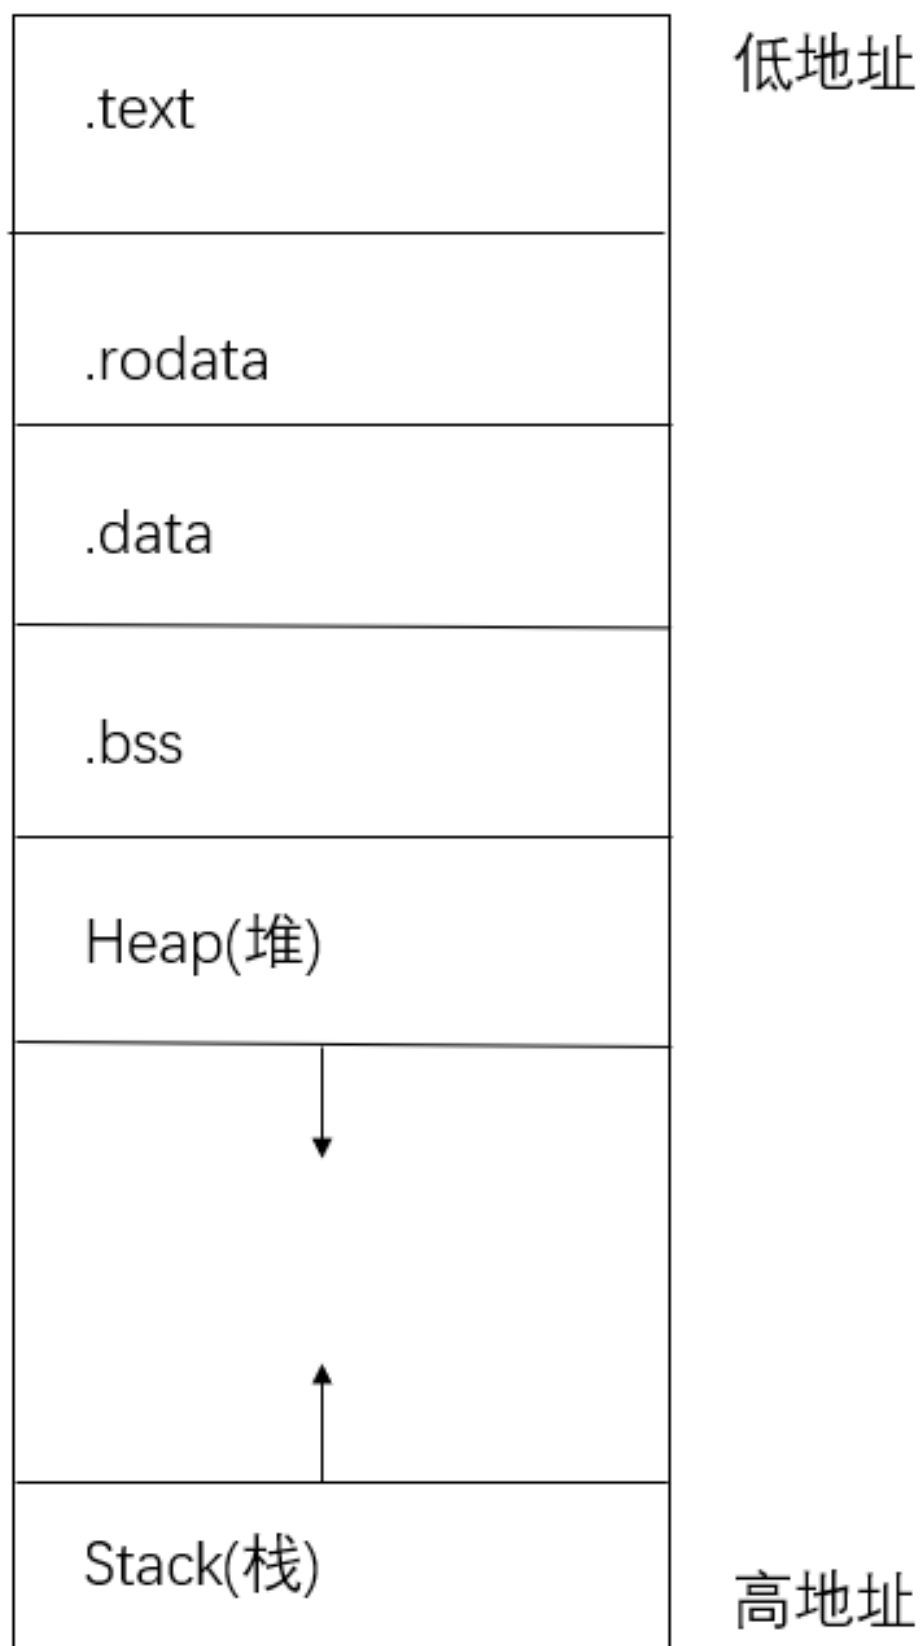 .text
低地址
.rodata
.data
.bss
Heap(堆)
Stack(栈)
高地址